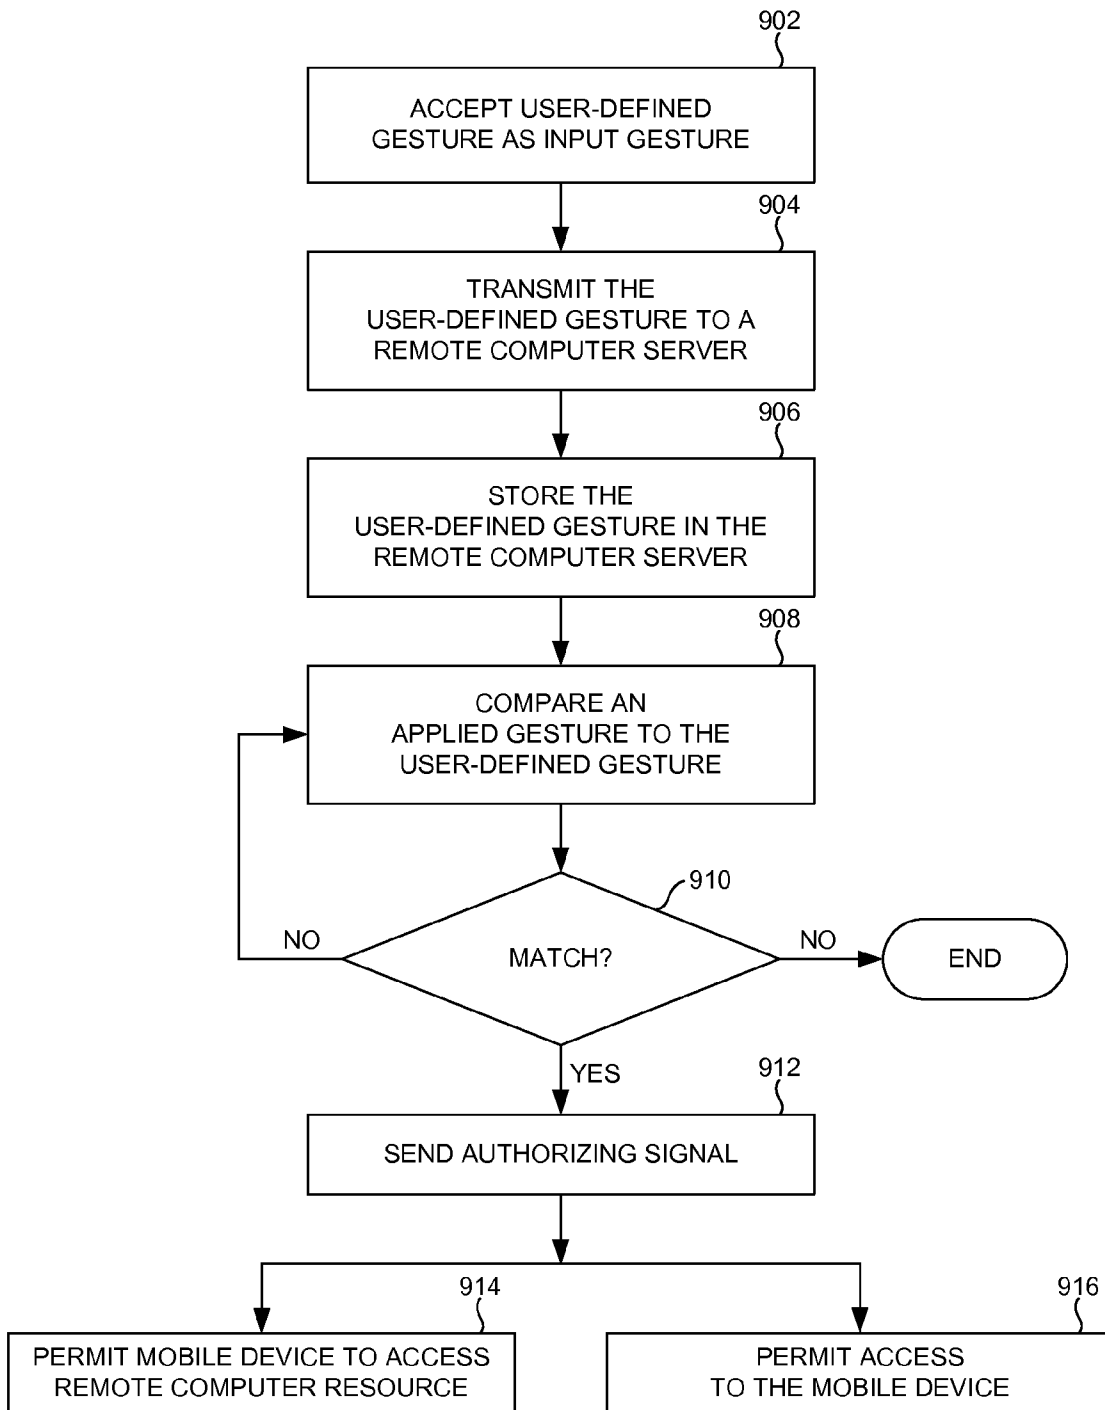 902
ACCEPT USER-DEFINED
GESTURE AS INPUT GESTURE
904
TRANSMIT THE
USER-DEFINED GESTURE TO A
REMOTE COMPUTER SERVER
906
STORE THE
USER-DEFINED GESTURE IN THE
REMOTE COMPUTER SERVER
908
COMPARE AN
APPLIED GESTURE TO THE
USER-DEFINED GESTURE
910
NO
MATCH?
NO
END
YES
912
SEND AUTHORIZING SIGNAL
914
PERMIT MOBILE DEVICE TO ACCESS
REMOTE COMPUTER RESOURCE
916
PERMIT ACCESS
TO THE MOBILE DEVICE